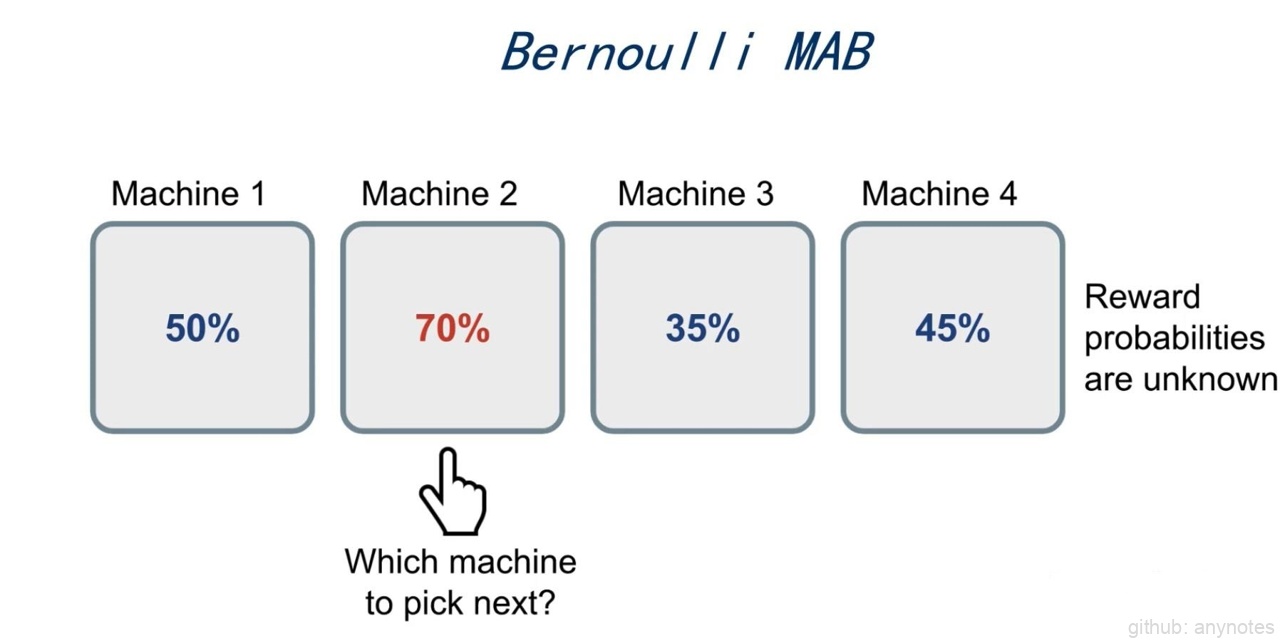 Bernoulli MAB
Machine 1
Machine 2
Machine 3
Machine 4
50%
70%
35%
45%
Reward
probabilities
are unknown
Which machine
to pick next?
github: anynotes